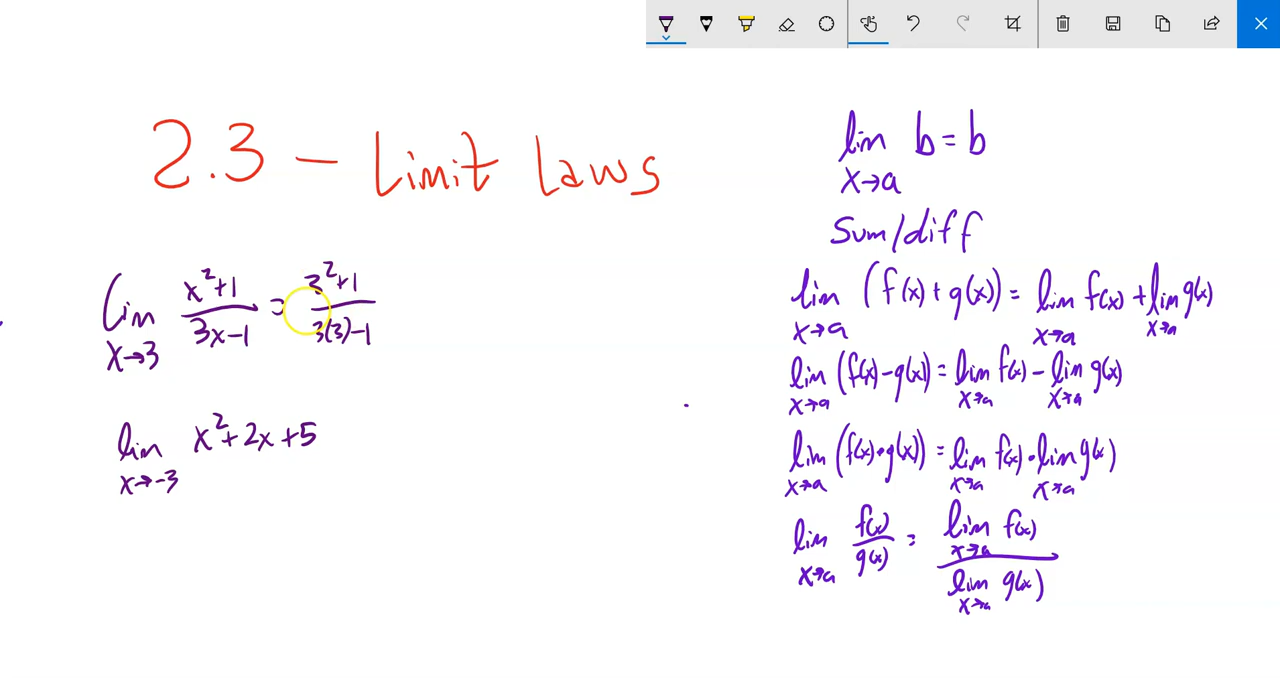 2.3 – Limit Laws
lim x→3 (x²+1)/(3x-1) = (3²+1)/(3(3)-1)
lim x→-3 x²+2x+5
lim x→a b = b
Sum/diff
lim x→a (f(x)+g(x)) = lim x→a f(x) + lim x→a g(x)
lim x→a (f(x)-g(x)) = lim x→a f(x) - lim x→a g(x)
lim x→a (f(x)·g(x)) = lim x→a f(x) · lim x→a g(x)
lim x→a f(x)/g(x) = lim x→a f(x) / lim x→a g(x)